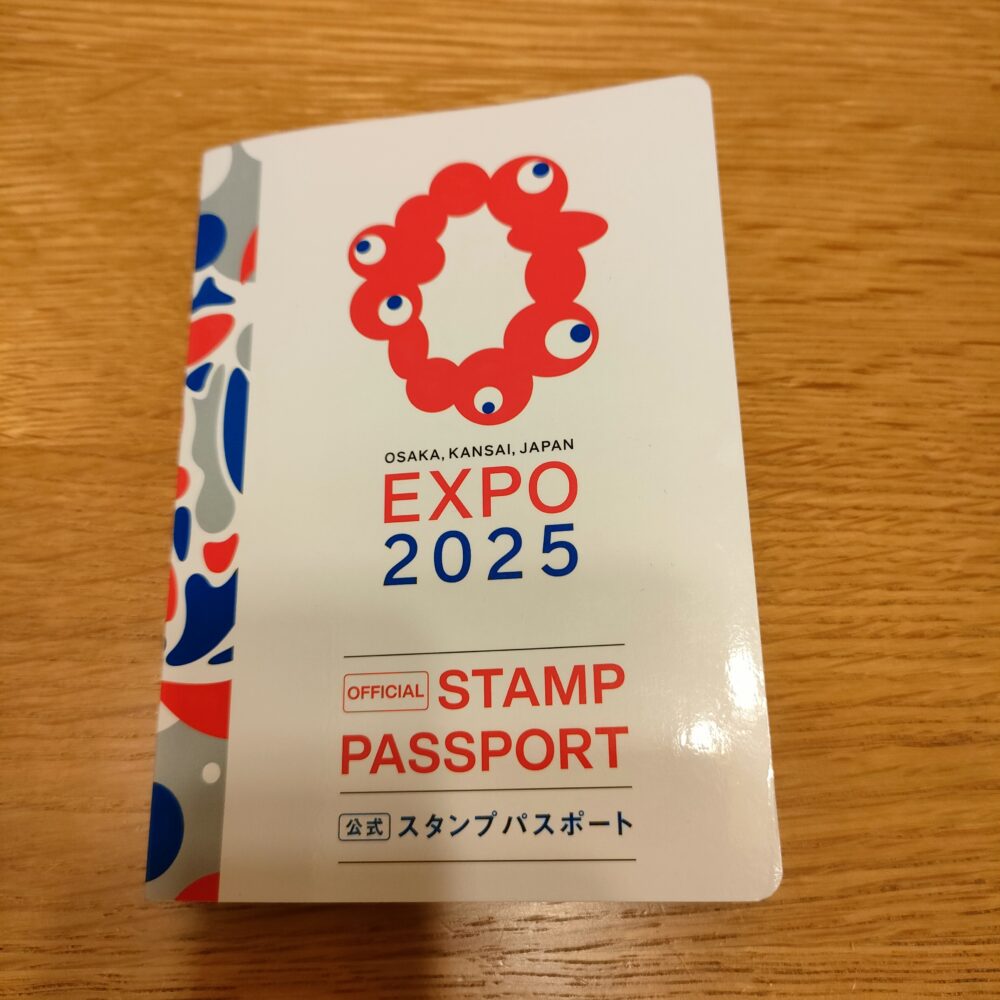 OSAKA, KANSAI, JAPAN
EXPO
2025
OFFICIAL STAMP
PASSPORT
公式 スタンプパスポート